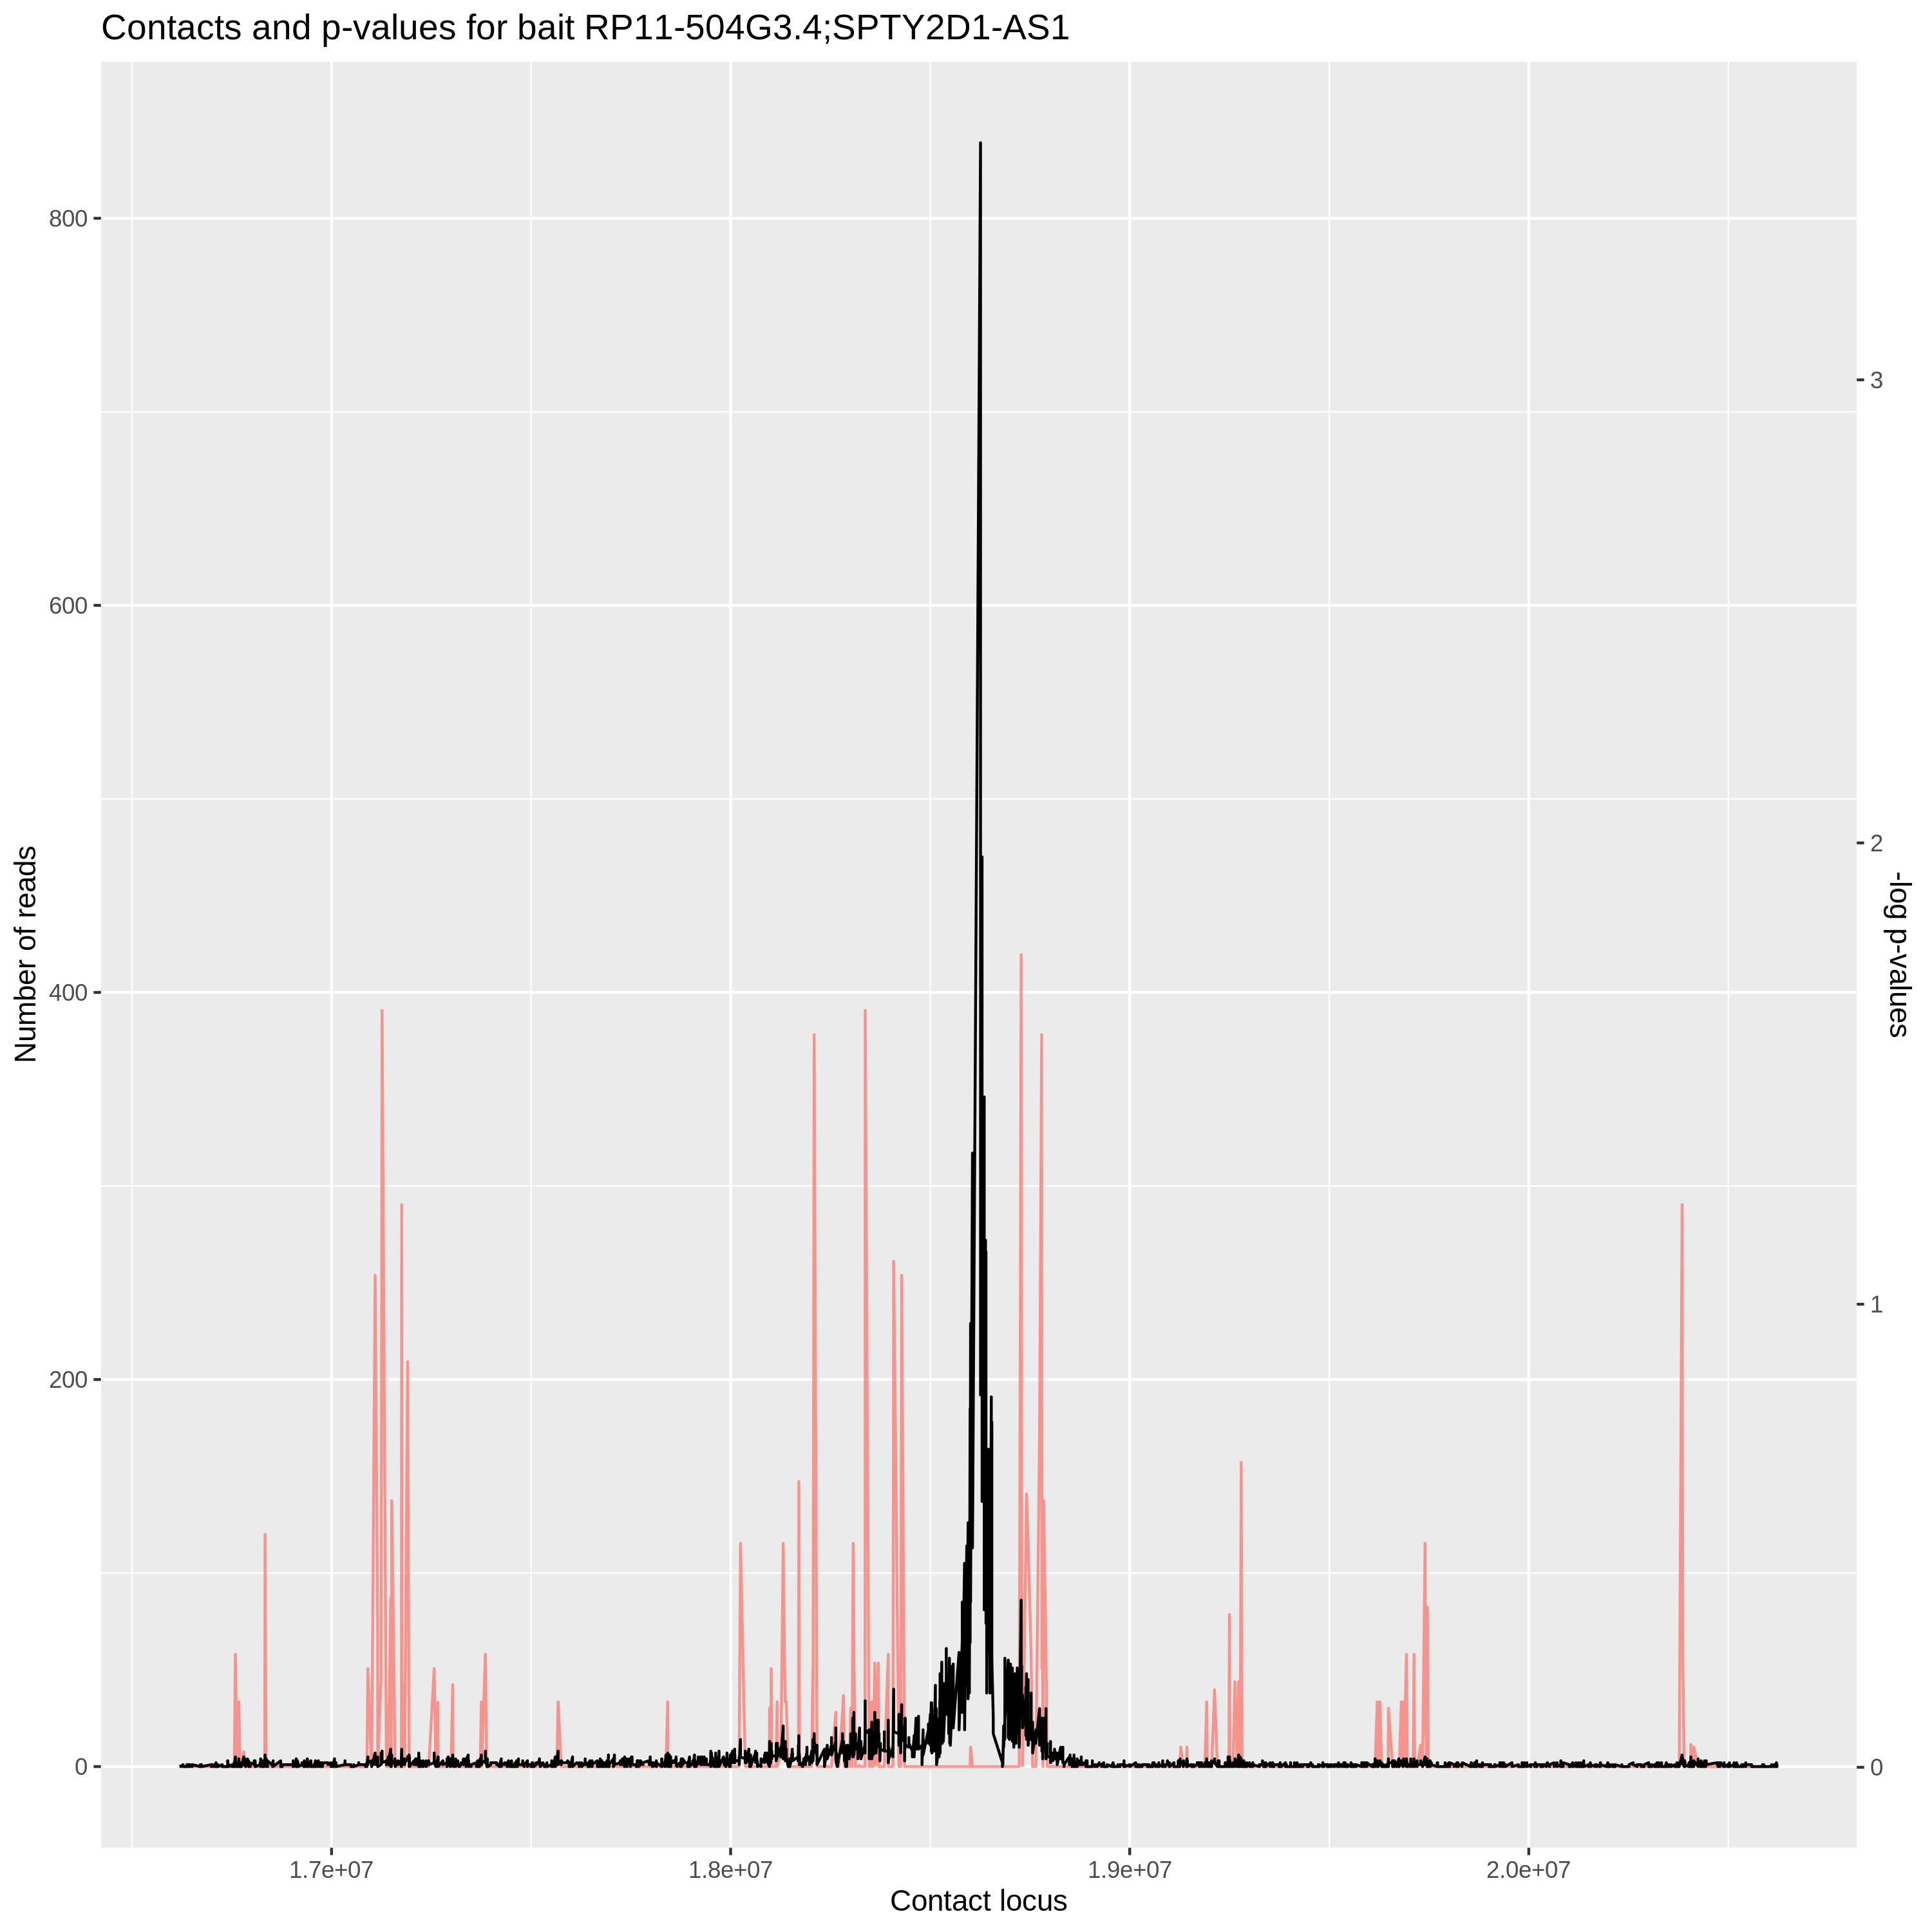 Contacts and p-values for bait RP11-504G3.4;SPTY2D1-AS1
800
600
400
200
0
Number of reads
3
2
1
0
-log p-values
1.7e+07 1.8e+07 1.9e+07 2.0e+07
Contact locus